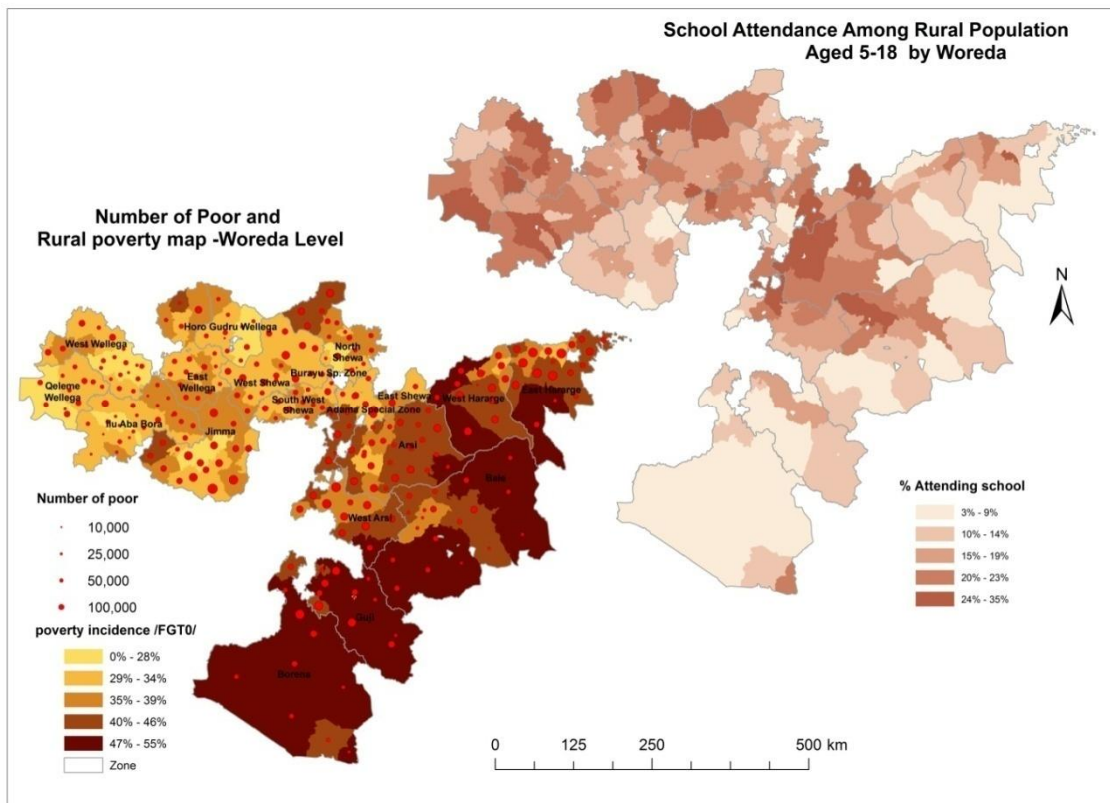 School Attendance Among Rural Population
Aged 5-18 by Woreda
Number of Poor and
Rural poverty map -Woreda Level
N
Horo Gudru Wellega
West Wellega
North
Shewa
Burayu Sp. Zone
East
Wellega
West Shewa
Qelege
Wellega
South West
Shewa
East Shewa
Adama Special Zone
West Hararge
East Hararge
Ilu Aba Bora
Jimma
Arsi
Bale
West Arsi
Guji
Borena
Number of poor
10,000
25,000
50,000
100,000
poverty incidence /FGT0/
0% - 28%
29% - 34%
35% - 39%
40% - 46%
47% - 55%
Zone
% Attending school
3% - 9%
10% - 14%
15% - 19%
20% - 23%
24% - 35%
0 125 250 500 km